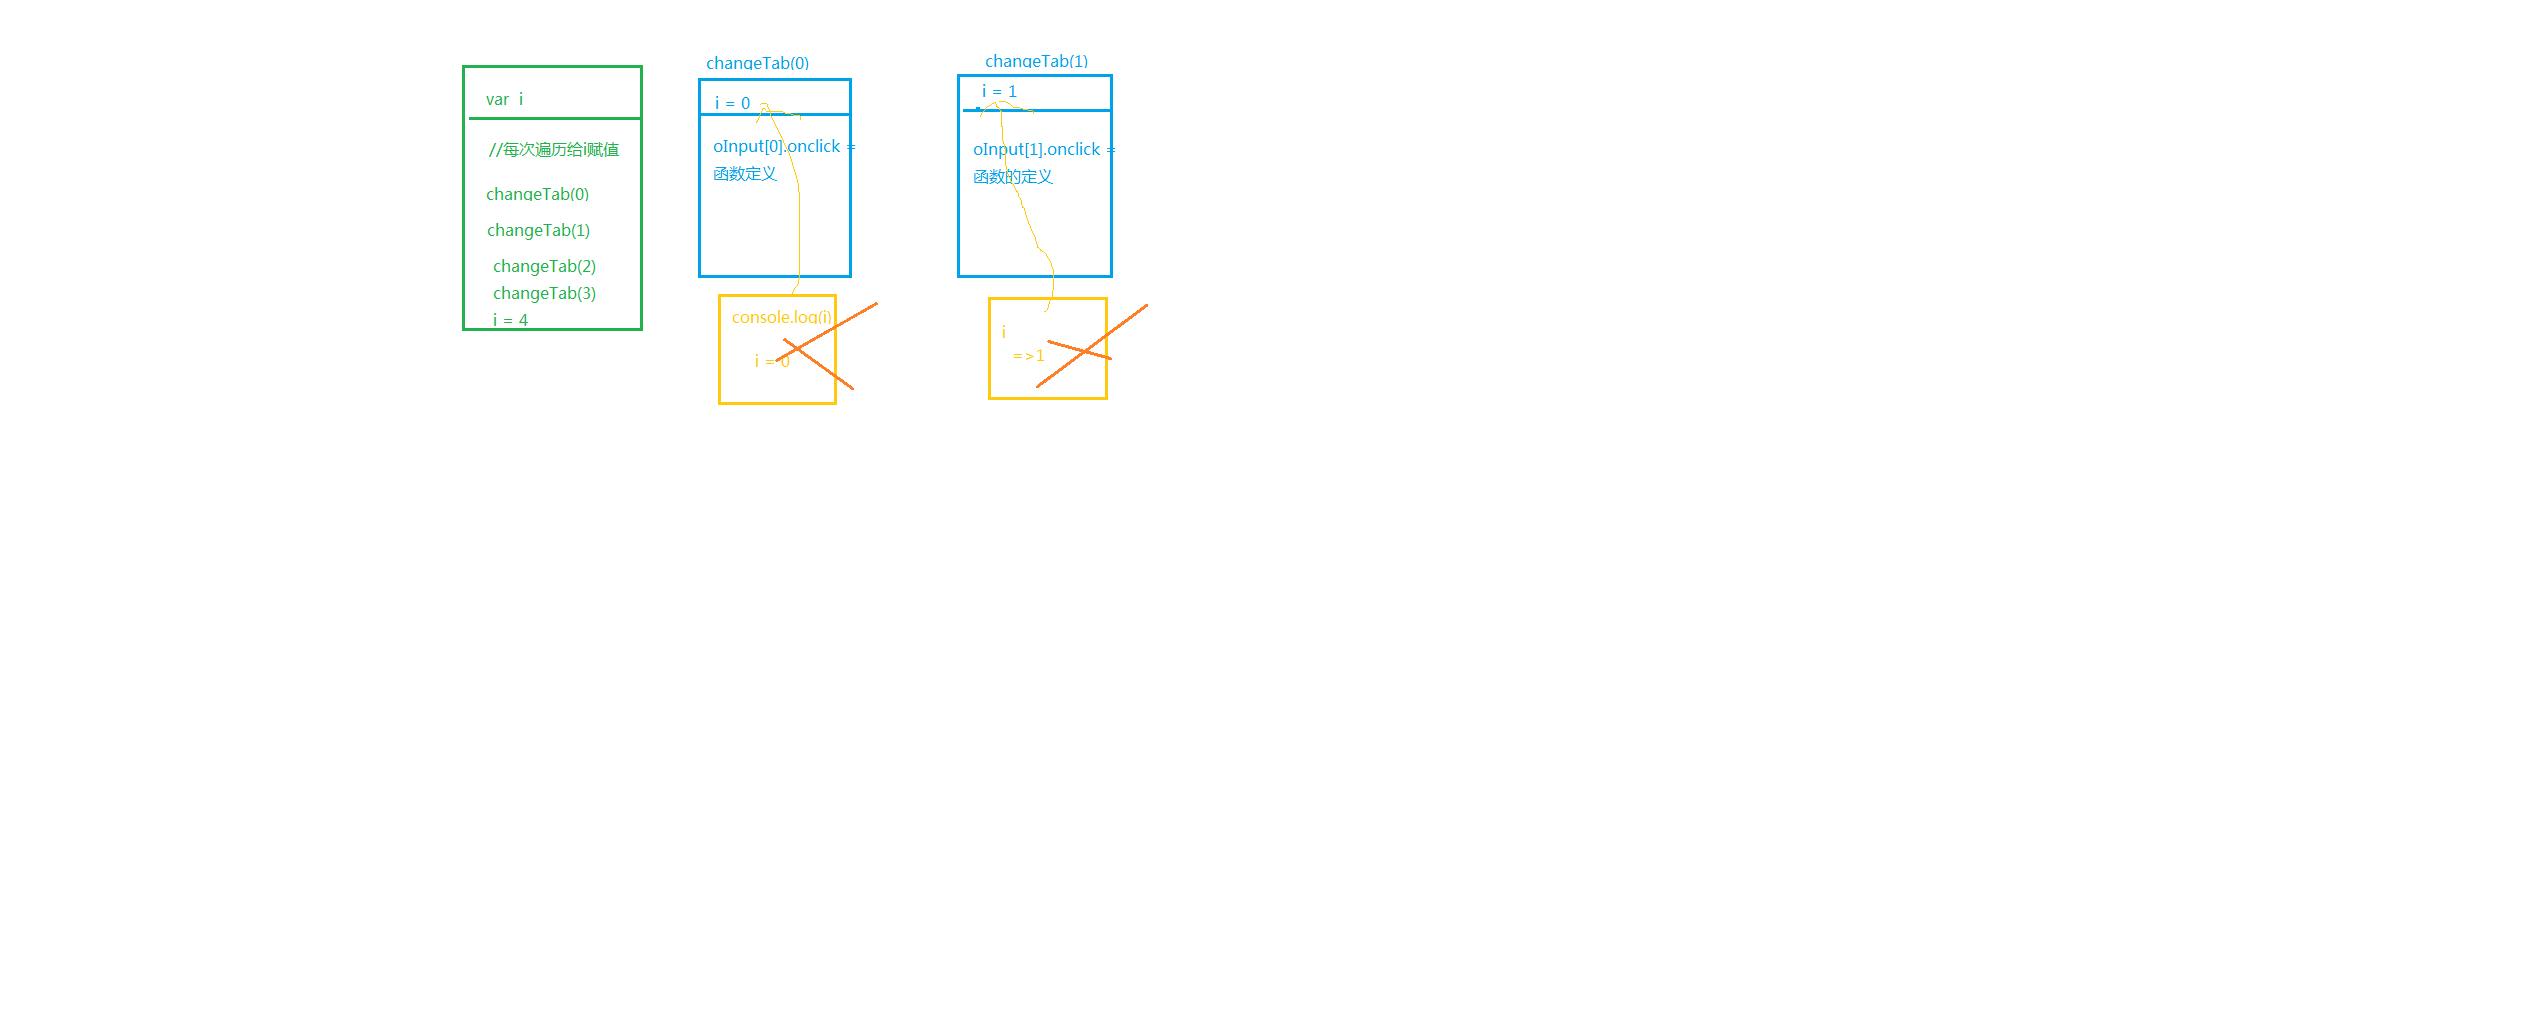 var i
//每次遍历给i赋值
changeTab(0)
changeTab(1)
changeTab(2)
changeTab(3)
i = 4
changeTab(0)
i = 0
oInput[0].onclick =
函数定义
console.log(i)
i = 0
changeTab(1)
i = 1
oInput[1].onclick =
函数的定义
i
=>1